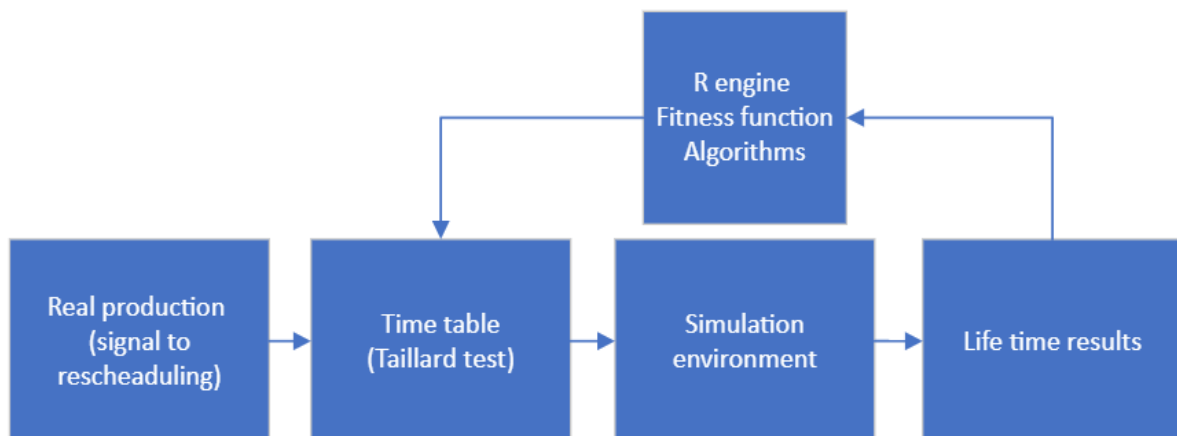 R engine
Fitness function
Algorithms
Real production
(signal to
rescheaduling)
Time table
(Taillard test)
Simulation
environment
Life time results